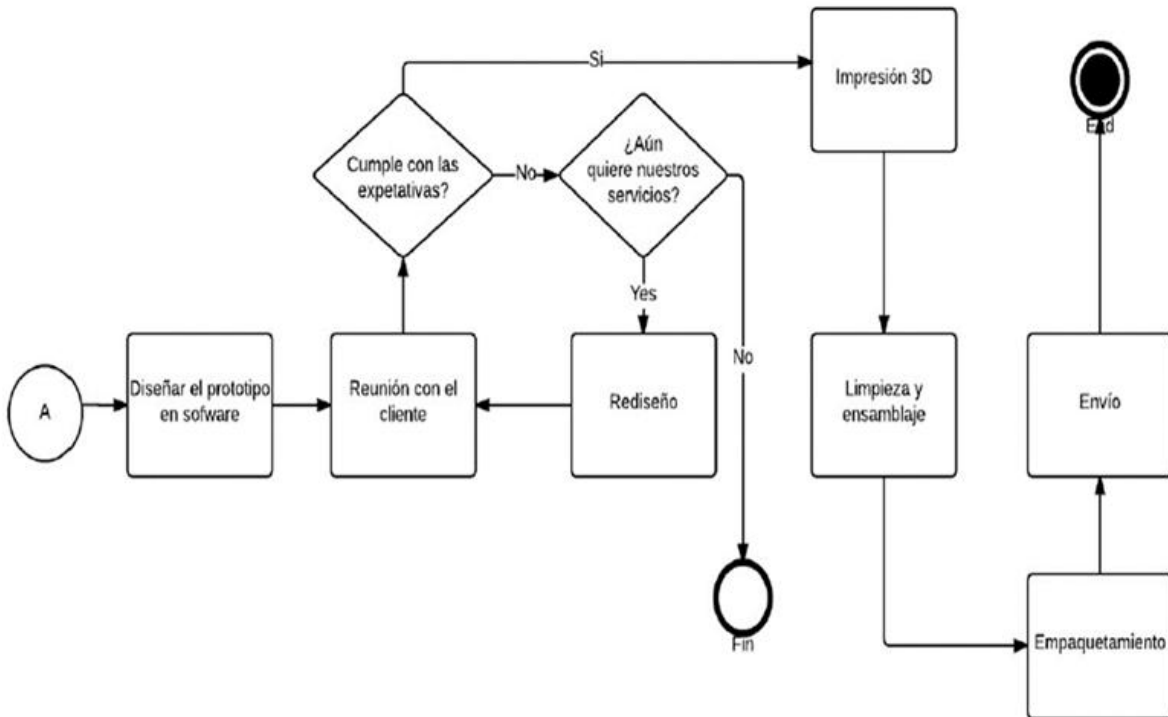 Si
Impresión 3D
Cumple con las
expetativas?
No
¿Aún
quiere nuestros
servicios?
End
Yes
A
Diseñar el prototipo
en sofware
Reunión con el
cliente
Rediseño
No
Limpieza y
ensamblaje
Envío
Fin
Empaquetamiento